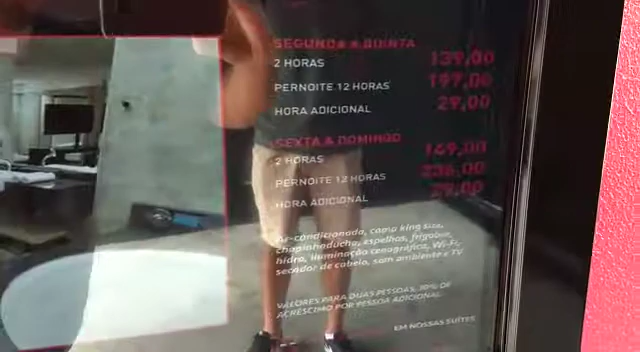 SEGUNDA A QUINTA
2 HORAS 139,00
PERNOITE 12 HORAS 197,00
HORA ADICIONAL 29,00
SEXTA A DOMINGO
2 HORAS 149,00
PERNOITE 12 HORAS 236,00
HORA ADICIONAL 29,00
Ar-condicionado, cama king size,
chapinhaducha, espelhos, frigobar,
hidro, iluminação cenográfica, Wi-Fi,
secador de cabelo, som ambiente e TV
VALORES PARA DUAS PESSOAS, 30% DE
ACRÉSCIMO POR PESSOA ADICIONAL
EM NOSSAS SUÍTES